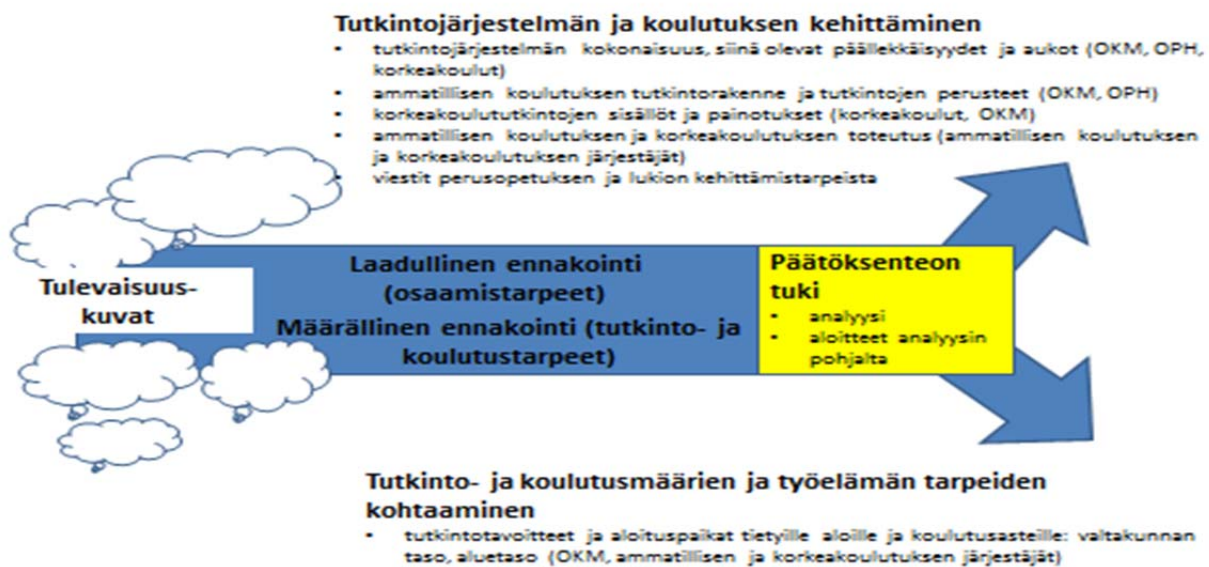 Tutkintojärjestelmän ja koulutuksen kehittäminen
• tutkintojärjestelmän kokonaisuus, siinä olevat päällekkäisyydet ja aukot (OKM, OPH,
korkeakoulut)
• ammatillisen koulutuksen tutkintorakenne ja tutkintojen perusteet (OKM, OPH)
• korkeakoulututkintojen sisällöt ja painotukset (korkeakoulut, OKM)
• ammatillisen koulutuksen ja korkeakoulutuksen toteutus (ammatillisen koulutuksen
ja korkeakoulutuksen järjestäjät)
viestit perusopetuksen ja lukion kehittämistarpeista
Tulevaisuus-
kuvat
Laadullinen ennakointi
(osaamistarpeet)
Määrällinen ennakointi (tutkinto- ja
koulutustarpeet)
Päätöksenteon
tuki
• analyysi
• aloitteet analyysin
pohjalta
Tutkinto- ja koulutusmäärien ja työelämän tarpeiden
kohtaaminen
• tutkintotavoitteet ja aloituspaikat tietyille aloille ja koulutusasteille: valtakunnan
taso, aluetaso (OKM, ammatillisen ja korkeakoulutuksen järjestäjät)